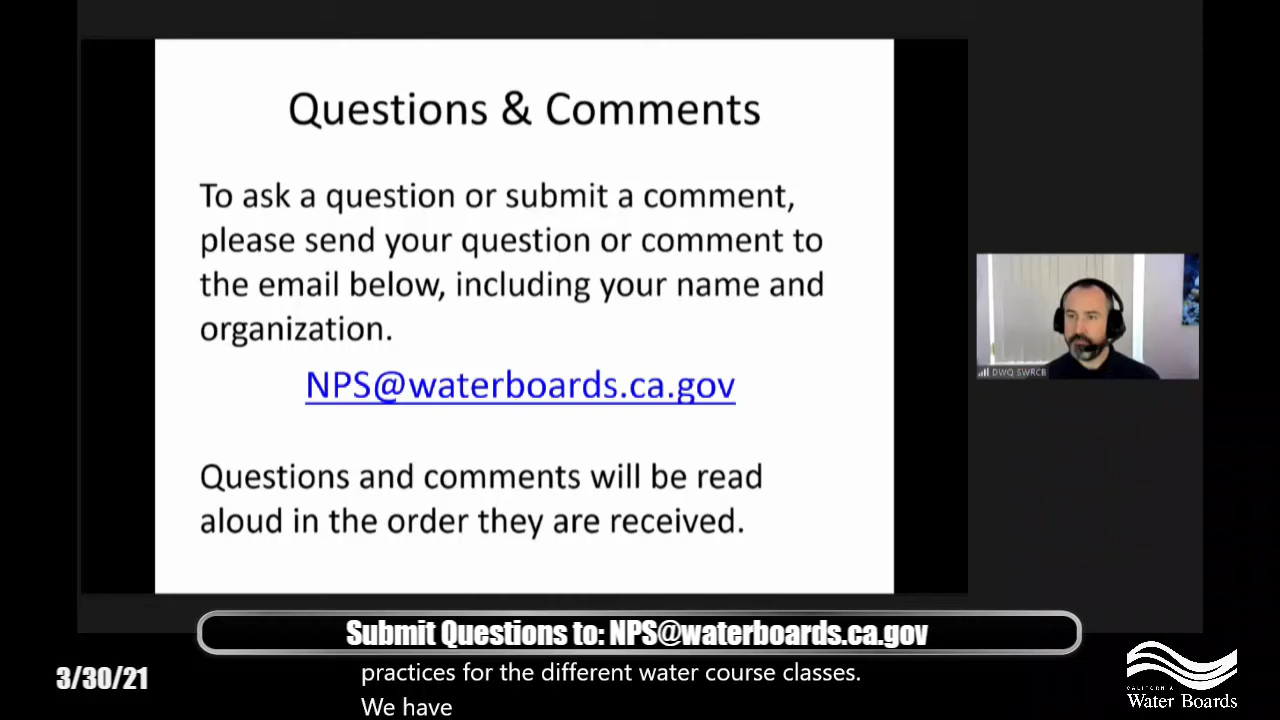 Questions & Comments
To ask a question or submit a comment,
please send your question or comment to
the email below, including your name and
organization.
NPS@waterboards.ca.gov
Questions and comments will be read
aloud in the order they are received.
DWQ SWRCB
Submit Questions to: NPS@waterboards.ca.gov
practices for the different water course classes.
We have
3/30/21
CALIFORNIA
Water Boards